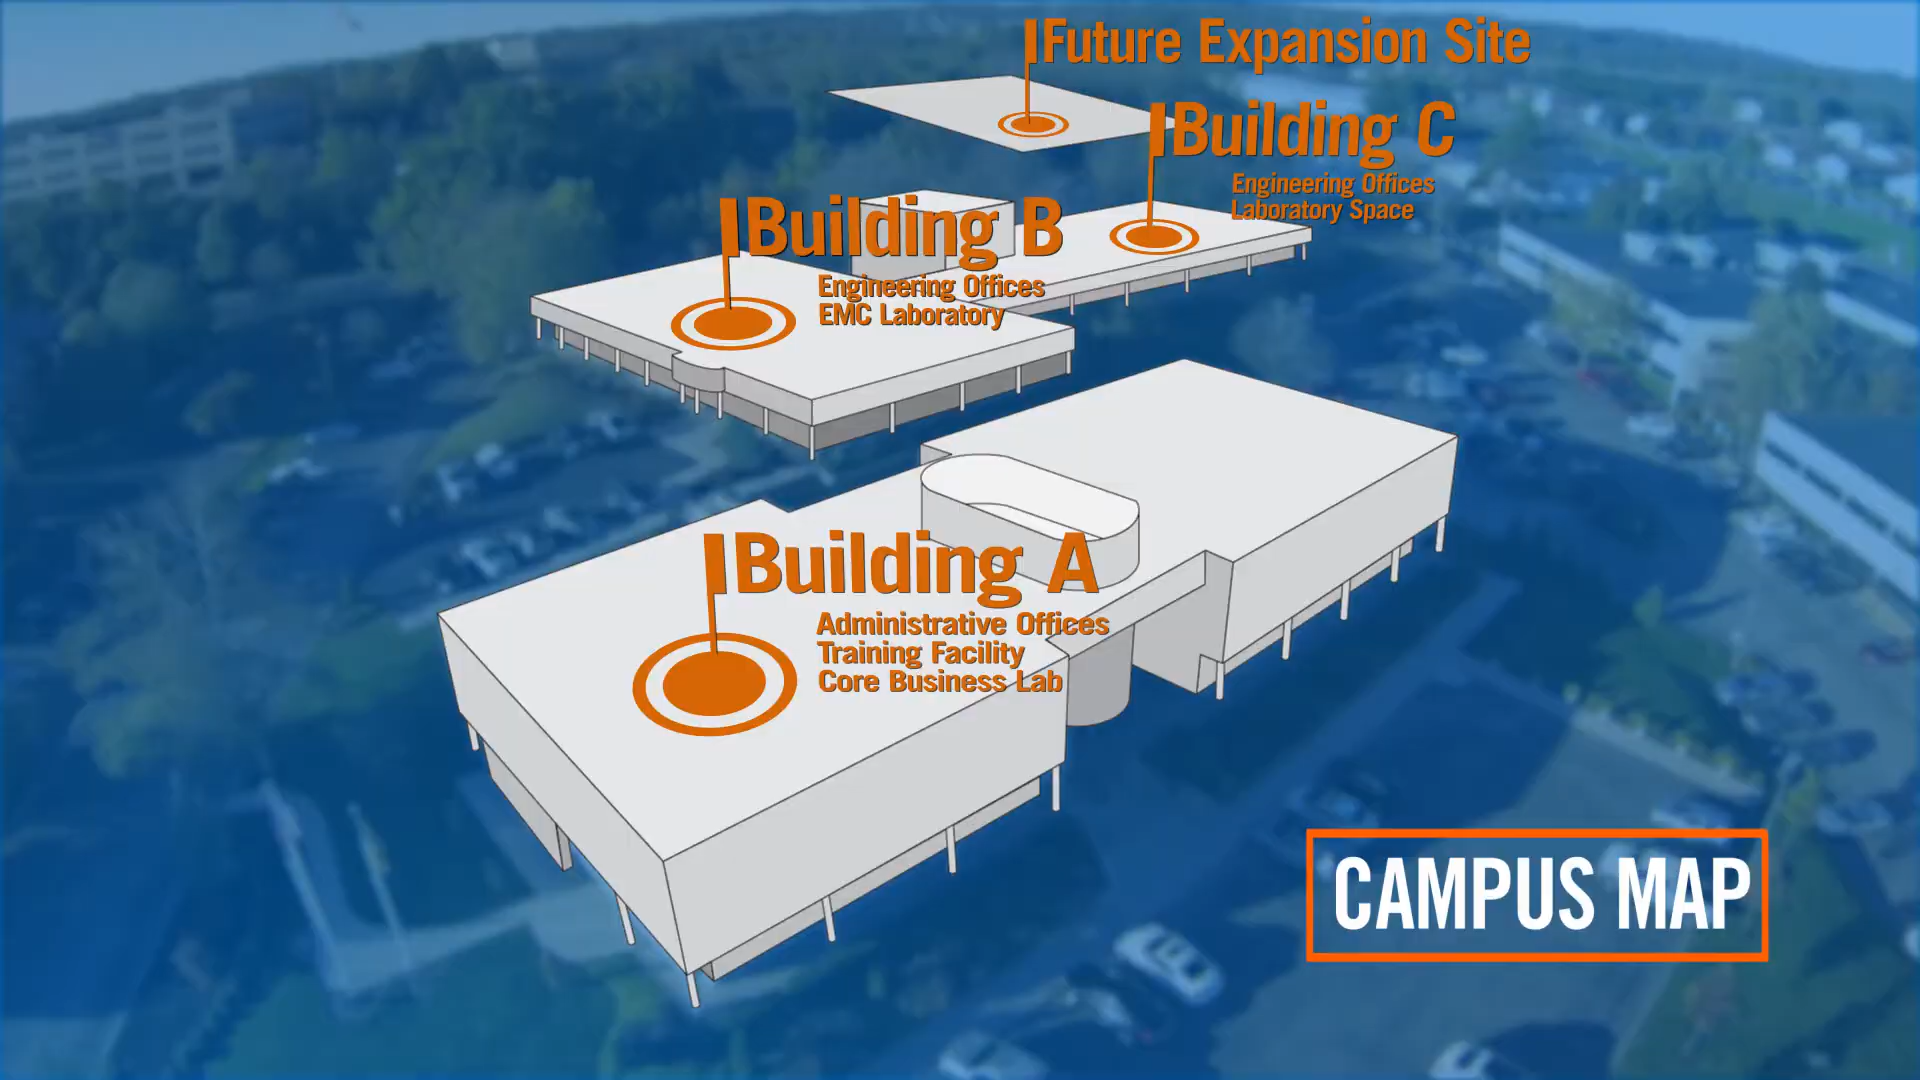 Future Expansion Site
Building C
Engineering Offices
Laboratory Space
Building B
Engineering Offices
EMC Laboratory
Building A
Administrative Offices
Training Facility
Core Business Lab
CAMPUS MAP